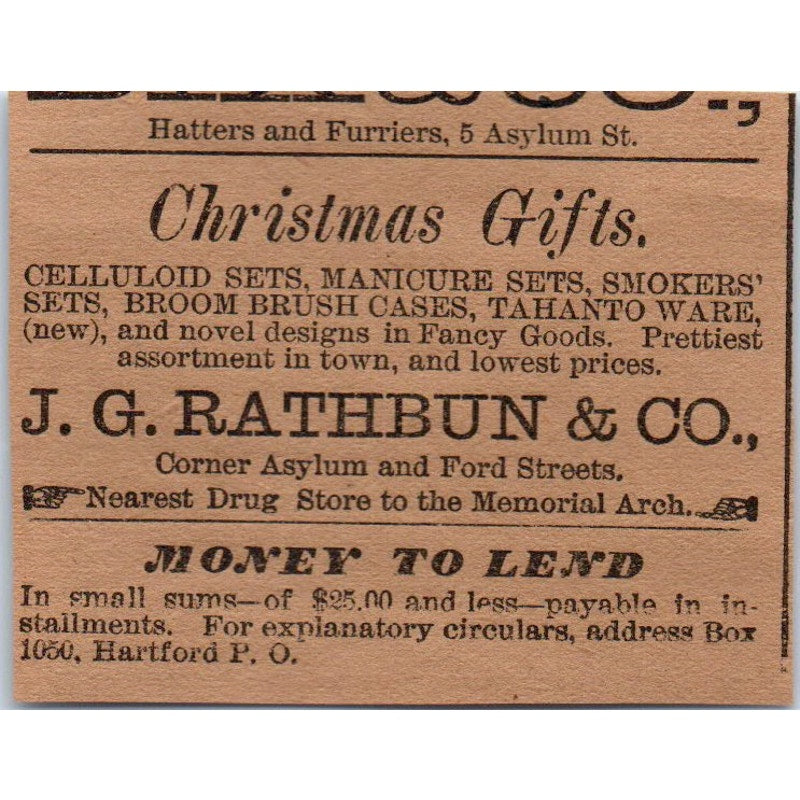 & CO.,
Hatters and Furriers, 5 Asylum St.
Christmas Gifts.
CELLULOID SETS, MANICURE SETS, SMOKERS'
SETS, BROOM BRUSH CASES, TAHANTO WARE,
(new), and novel designs in Fancy Goods. Prettiest
assortment in town, and lowest prices.
J. G. RATHBUN & CO.,
Corner Asylum and Ford Streets.
Nearest Drug Store to the Memorial Arch.
MONEY TO LEND
In small sums—of $25.00 and less—payable in in-
stallments. For explanatory circulars, address Box
1050, Hartford P. O.